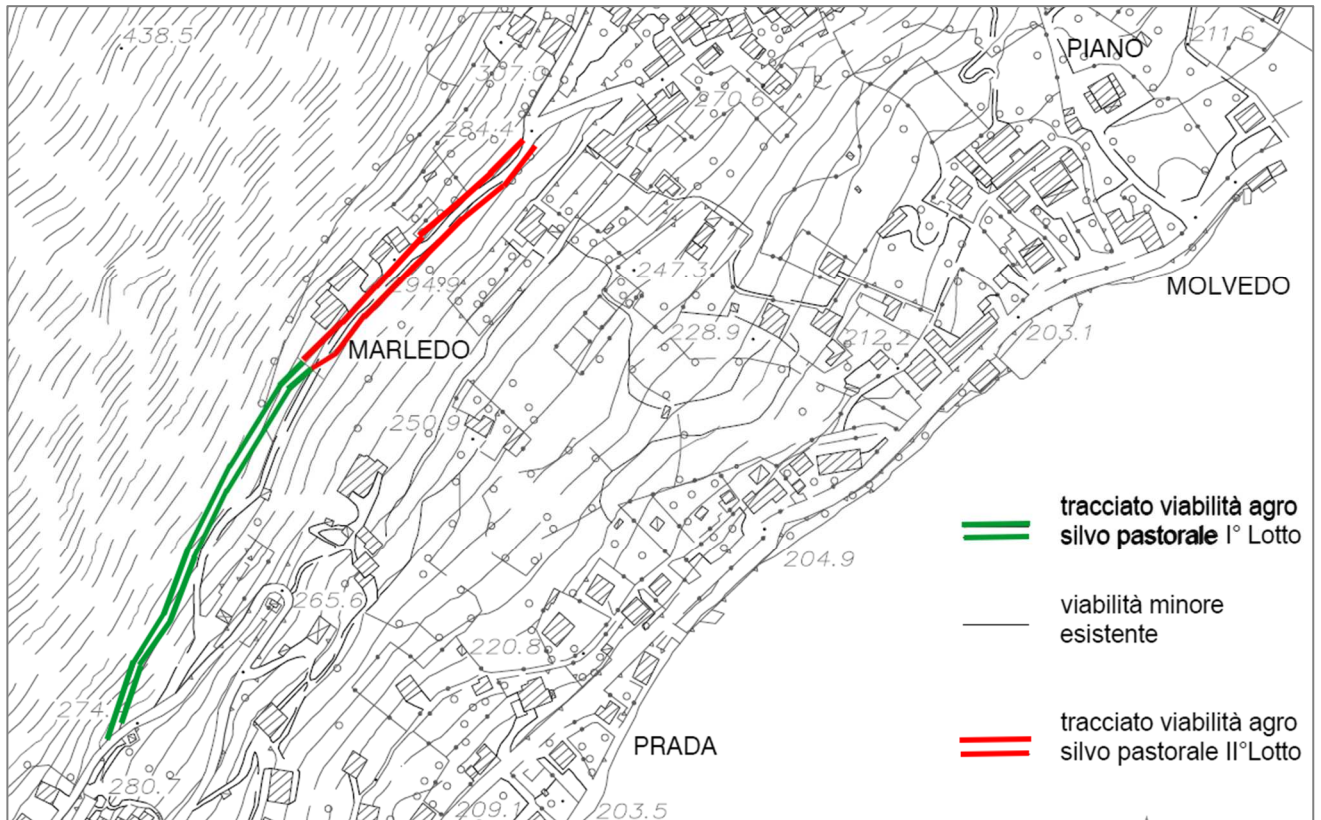 438.5
PIANO
211.6
307.0
270.6
284.4
247.3
294.9
MOLVEDO
228.9
212.2
203.1
MARLEDO
250.9
tracciato viabilità agro
silvo pastorale I° Lotto
204.9
265.6
viabilità minore
esistente
220.8
274.
tracciato viabilità agro
silvo pastorale II°Lotto
PRADA
280.7
209.1
203.5